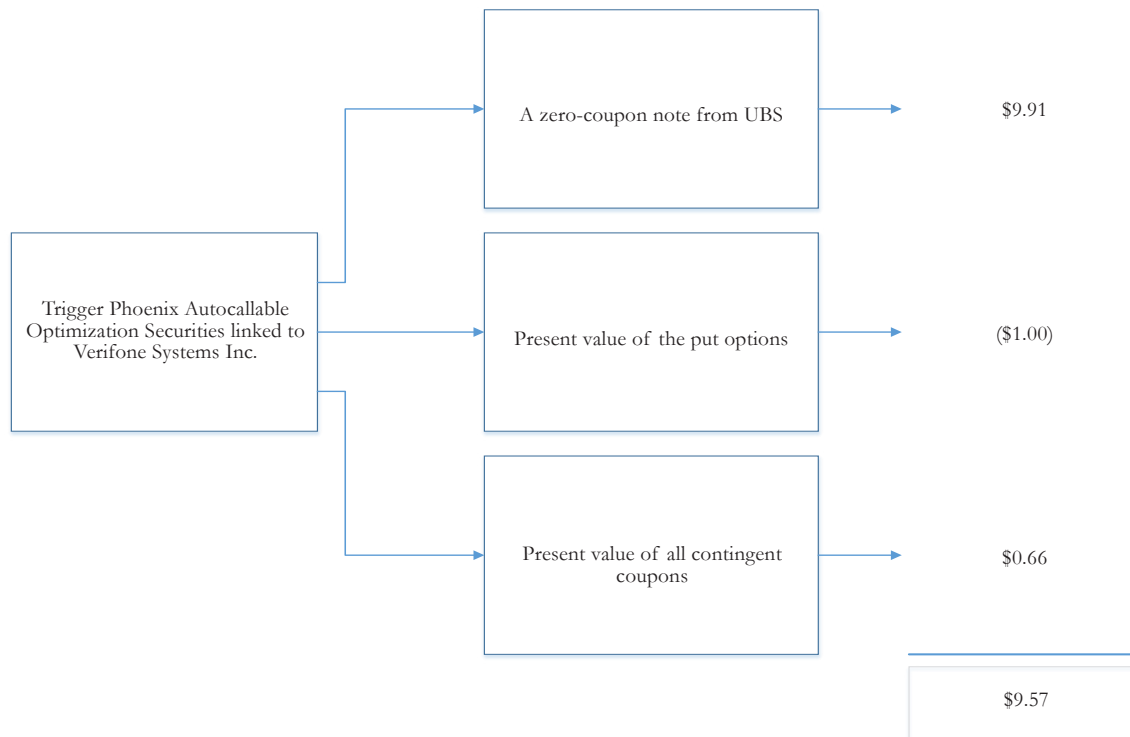 A zero-coupon note from UBS
$9.91
Trigger Phoenix Autocallable
Optimization Securities linked to
Verifone Systems Inc.
Present value of the put options
($1.00)
Present value of all contingent
coupons
$0.66
$9.57